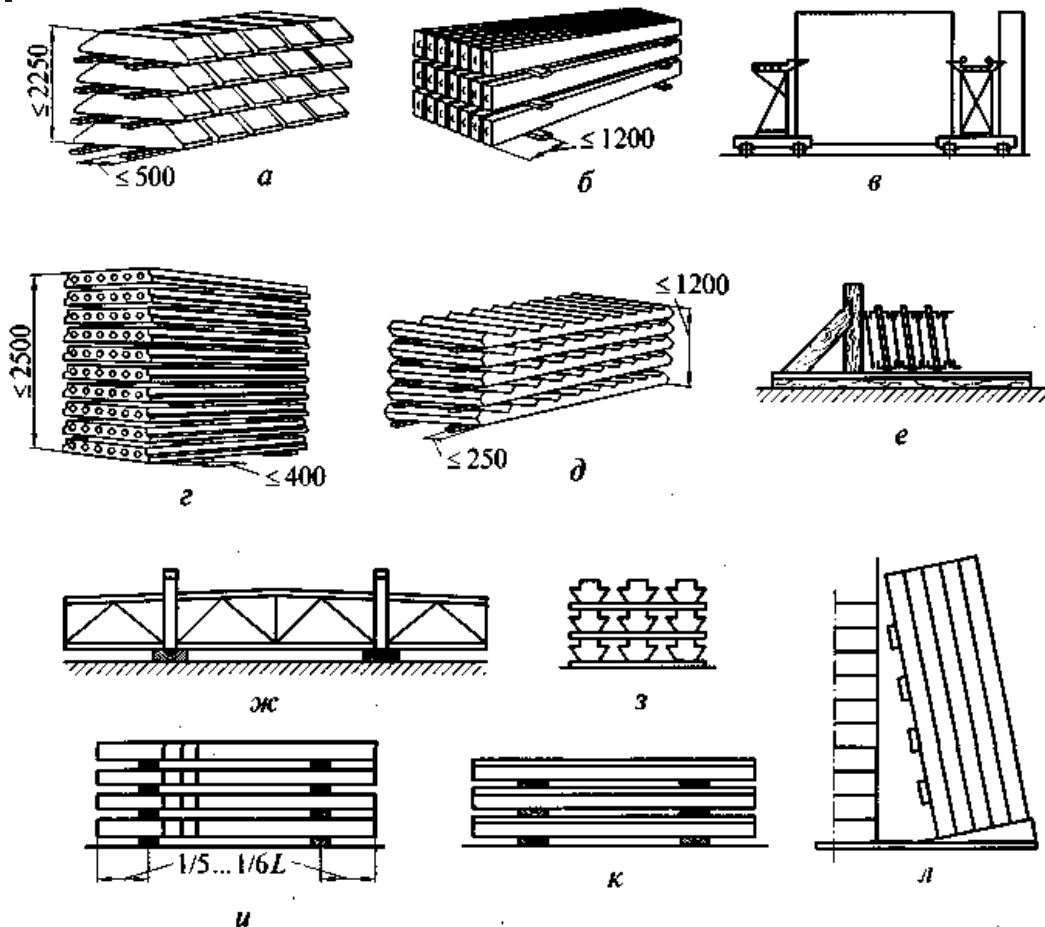 ≤2250
≤500
а
≤1200
б
в
≤2500
≤400
г
≤1200
≤250
д
е
ж
з
1/5... 1/6L
и
к
л